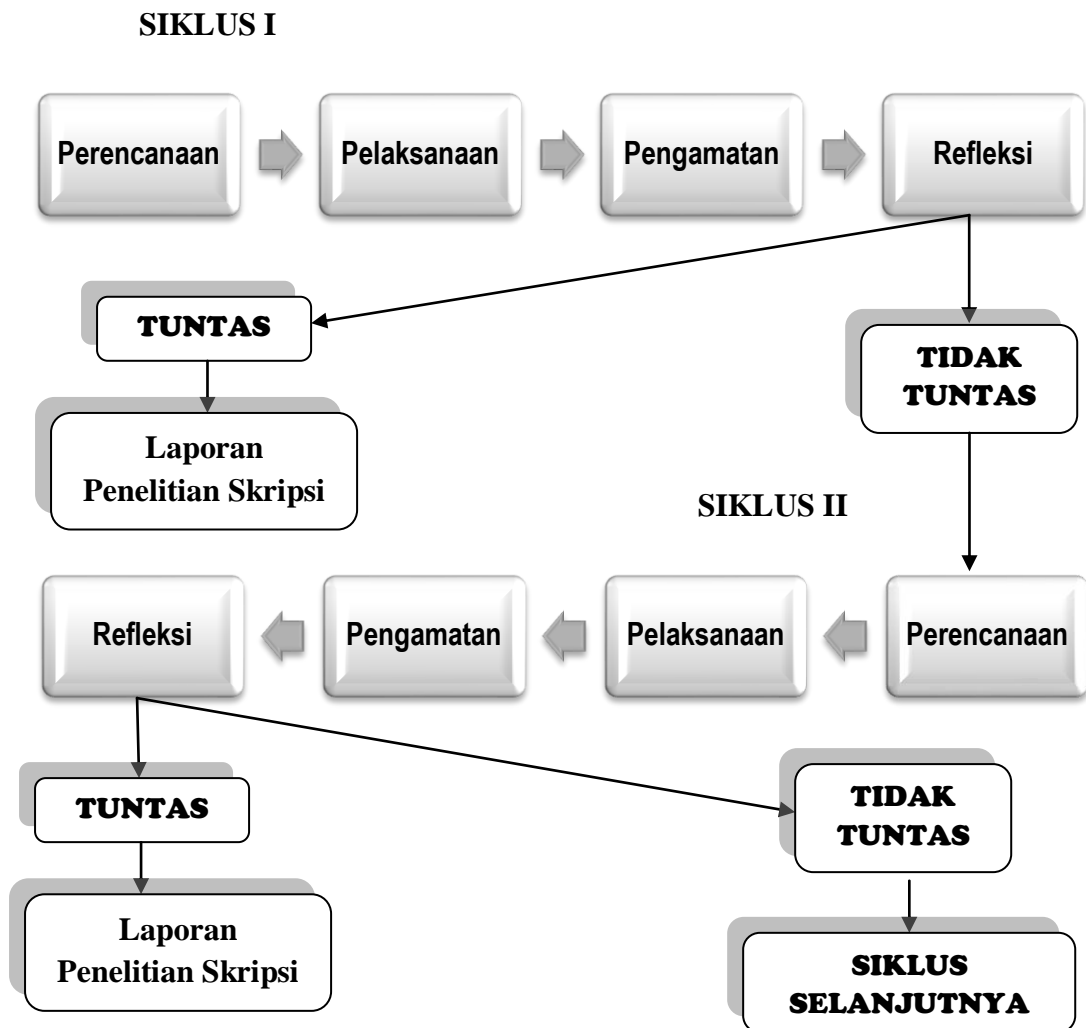 SIKLUS I
Perencanaan
Pelaksanaan
Pengamatan
Refleksi
TUNTAS
TIDAK
TUNTAS
Laporan
Penelitian Skripsi
SIKLUS II
Refleksi
Pengamatan
Pelaksanaan
Perencanaan
TUNTAS
TIDAK
TUNTAS
Laporan
Penelitian Skripsi
SIKLUS
SELANJUTNYA